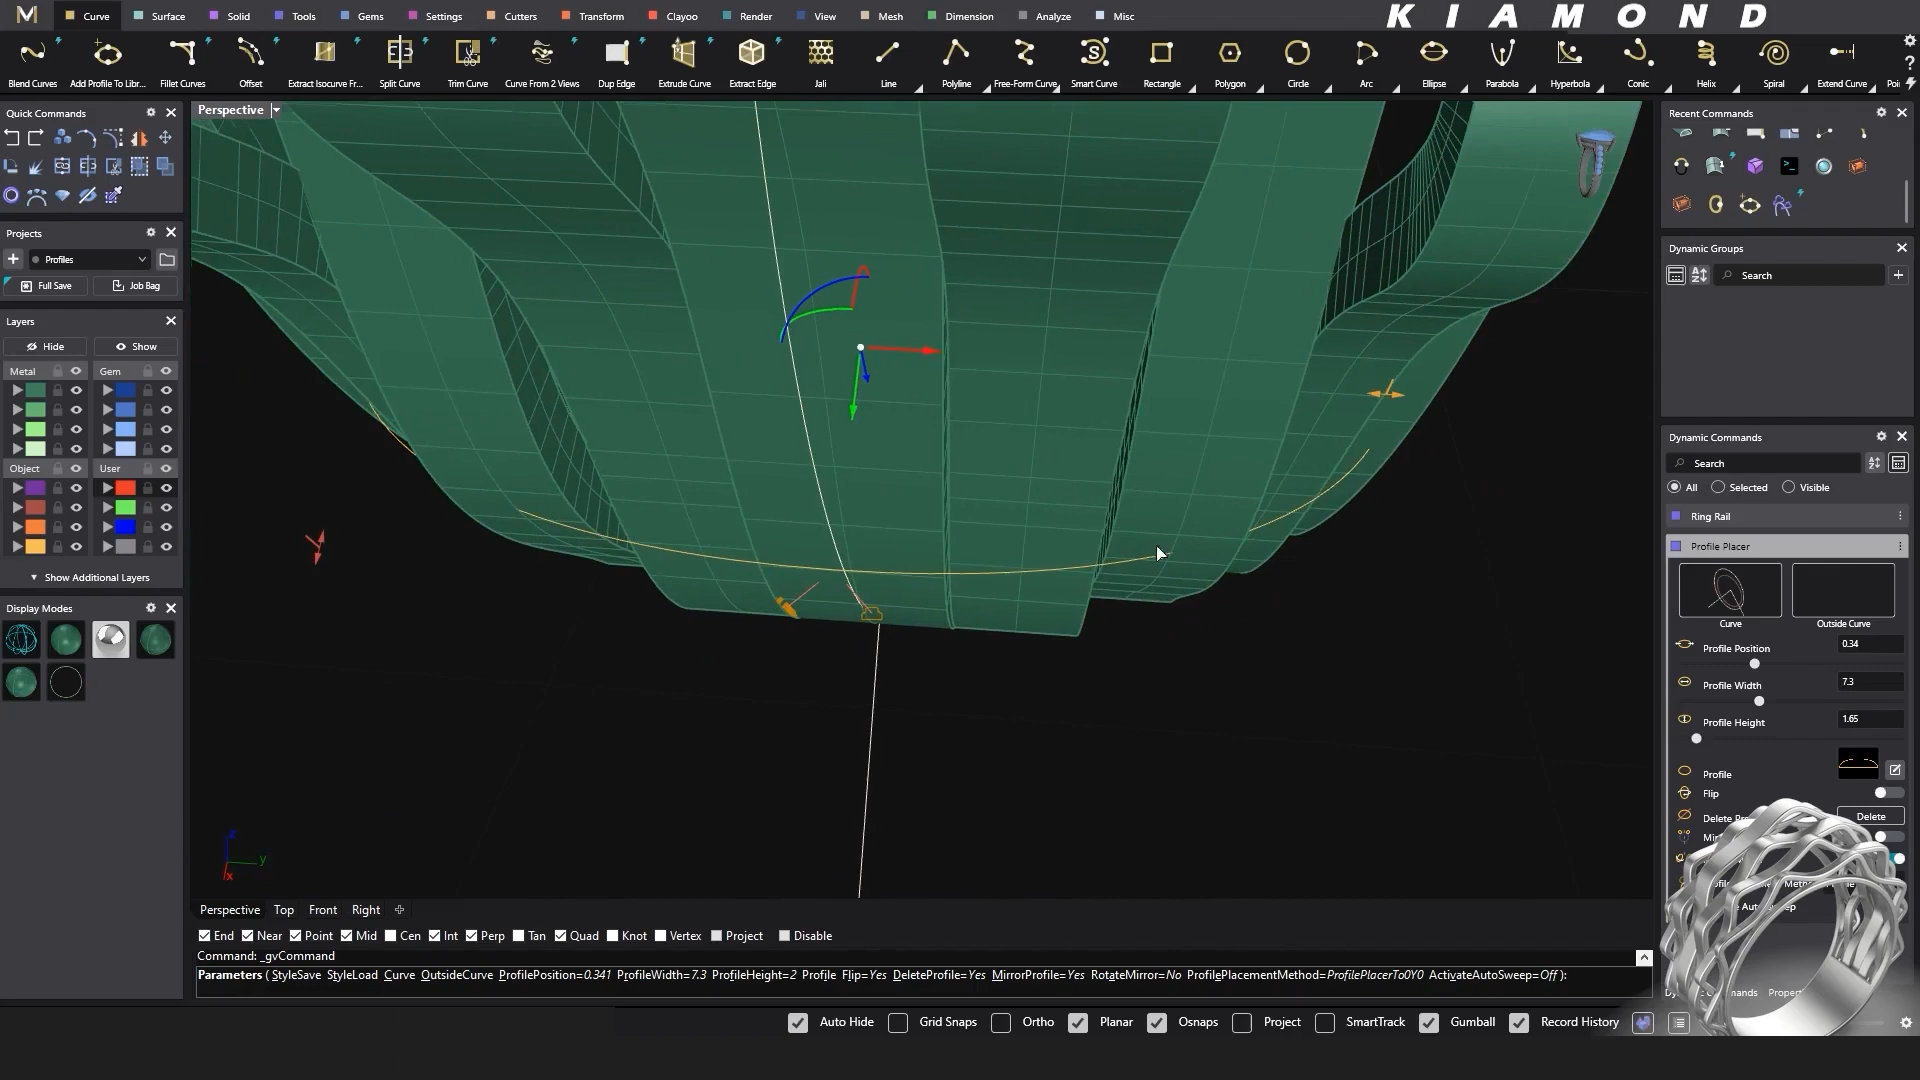 Curve Surface Solid Tools Gems Settings Cutters Transform Clayoo Render View Mesh Dimension Analyze Misc
K I A M O N D
Blend Curves Add Profile To Libr... Fillet Curves Offset Extract Isocurve Fr... Split Curve Trim Curve Curve From 2 Views Dup Edge Extrude Curve Extract Edge Jali Line Polyline Free-Form Curve Smart Curve Rectangle Polygon Circle Arc Ellipse Parabola Hyperbola Conic Helix Spiral Extend Curve
Quick Commands
Projects
Profiles
Full Save Job Bag
Layers
Hide Show
Metal Gem
Object User
Show Additional Layers
Display Modes
Perspective
z
y
x
Perspective Top Front Right
End Near Point Mid Cen Int Perp Tan Quad Knot Vertex Project Disable
Command: _gvCommand
Parameters ( StyleSave StyleLoad Curve OutsideCurve ProfilePosition=0.341 ProfileWidth=7.3 ProfileHeight=2 Profile Flip=Yes DeleteProfile=Yes MirrorProfile=Yes RotateMirror=No ProfilePlacementMethod=ProfilePlacerTo0Y0 ActivateAutoSweep=Off ):
Auto Hide Grid Snaps Ortho Planar Osnaps Project SmartTrack Gumball Record History
Recent Commands
Dynamic Groups
Search
Dynamic Commands
Search
All Selected Visible
Ring Rail
Profile Placer
Curve Outside Curve
Profile Position 0.34
Profile Width 7.3
Profile Height 1.65
Profile
Flip
Delete